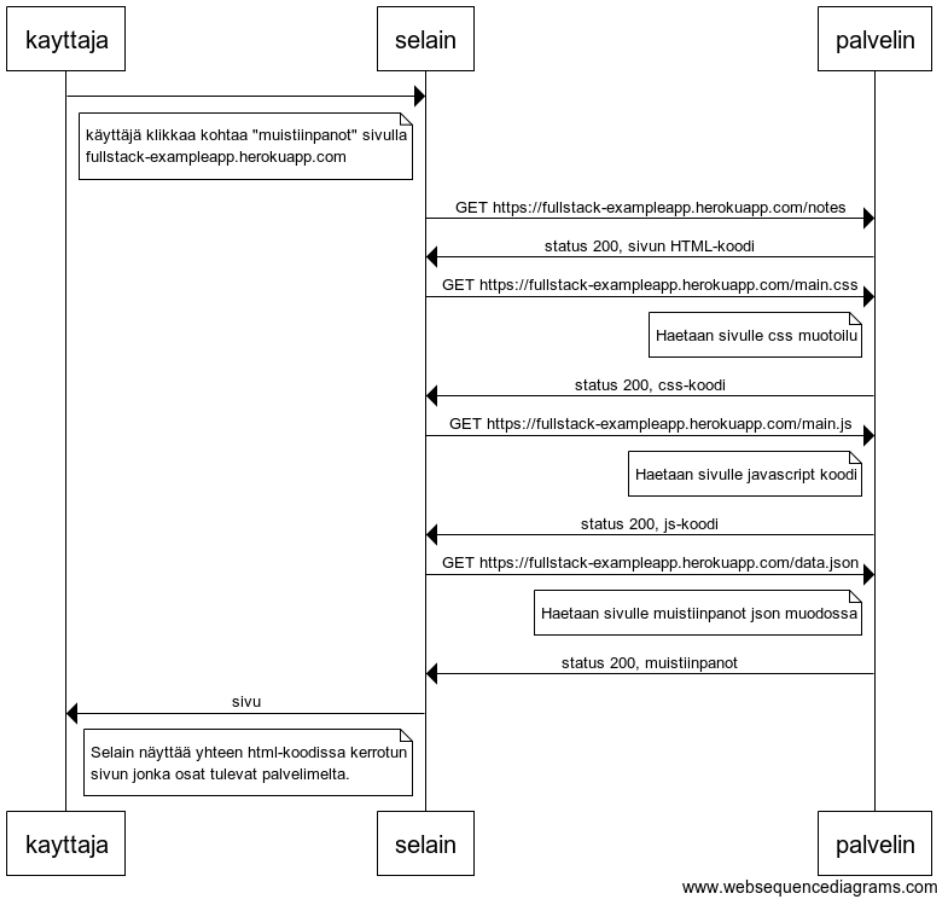 kayttaja
selain
palvelin
käyttäjä klikkaa kohtaa "muistiinpanot" sivulla
fullstack-exampleapp.herokuapp.com
GET https://fullstack-exampleapp.herokuapp.com/notes
status 200, sivun HTML-koodi
GET https://fullstack-exampleapp.herokuapp.com/main.css
Haetaan sivulle css muotoilu
status 200, css-koodi
GET https://fullstack-exampleapp.herokuapp.com/main.js
Haetaan sivulle javascript koodi
status 200, js-koodi
GET https://fullstack-exampleapp.herokuapp.com/data.json
Haetaan sivulle muistiinpanot json muodossa
status 200, muistiinpanot
sivu
Selain näyttää yhteen html-koodissa kerrotun
sivun jonka osat tulevat palvelimelta.
kayttaja
selain
palvelin
www.websequencediagrams.com